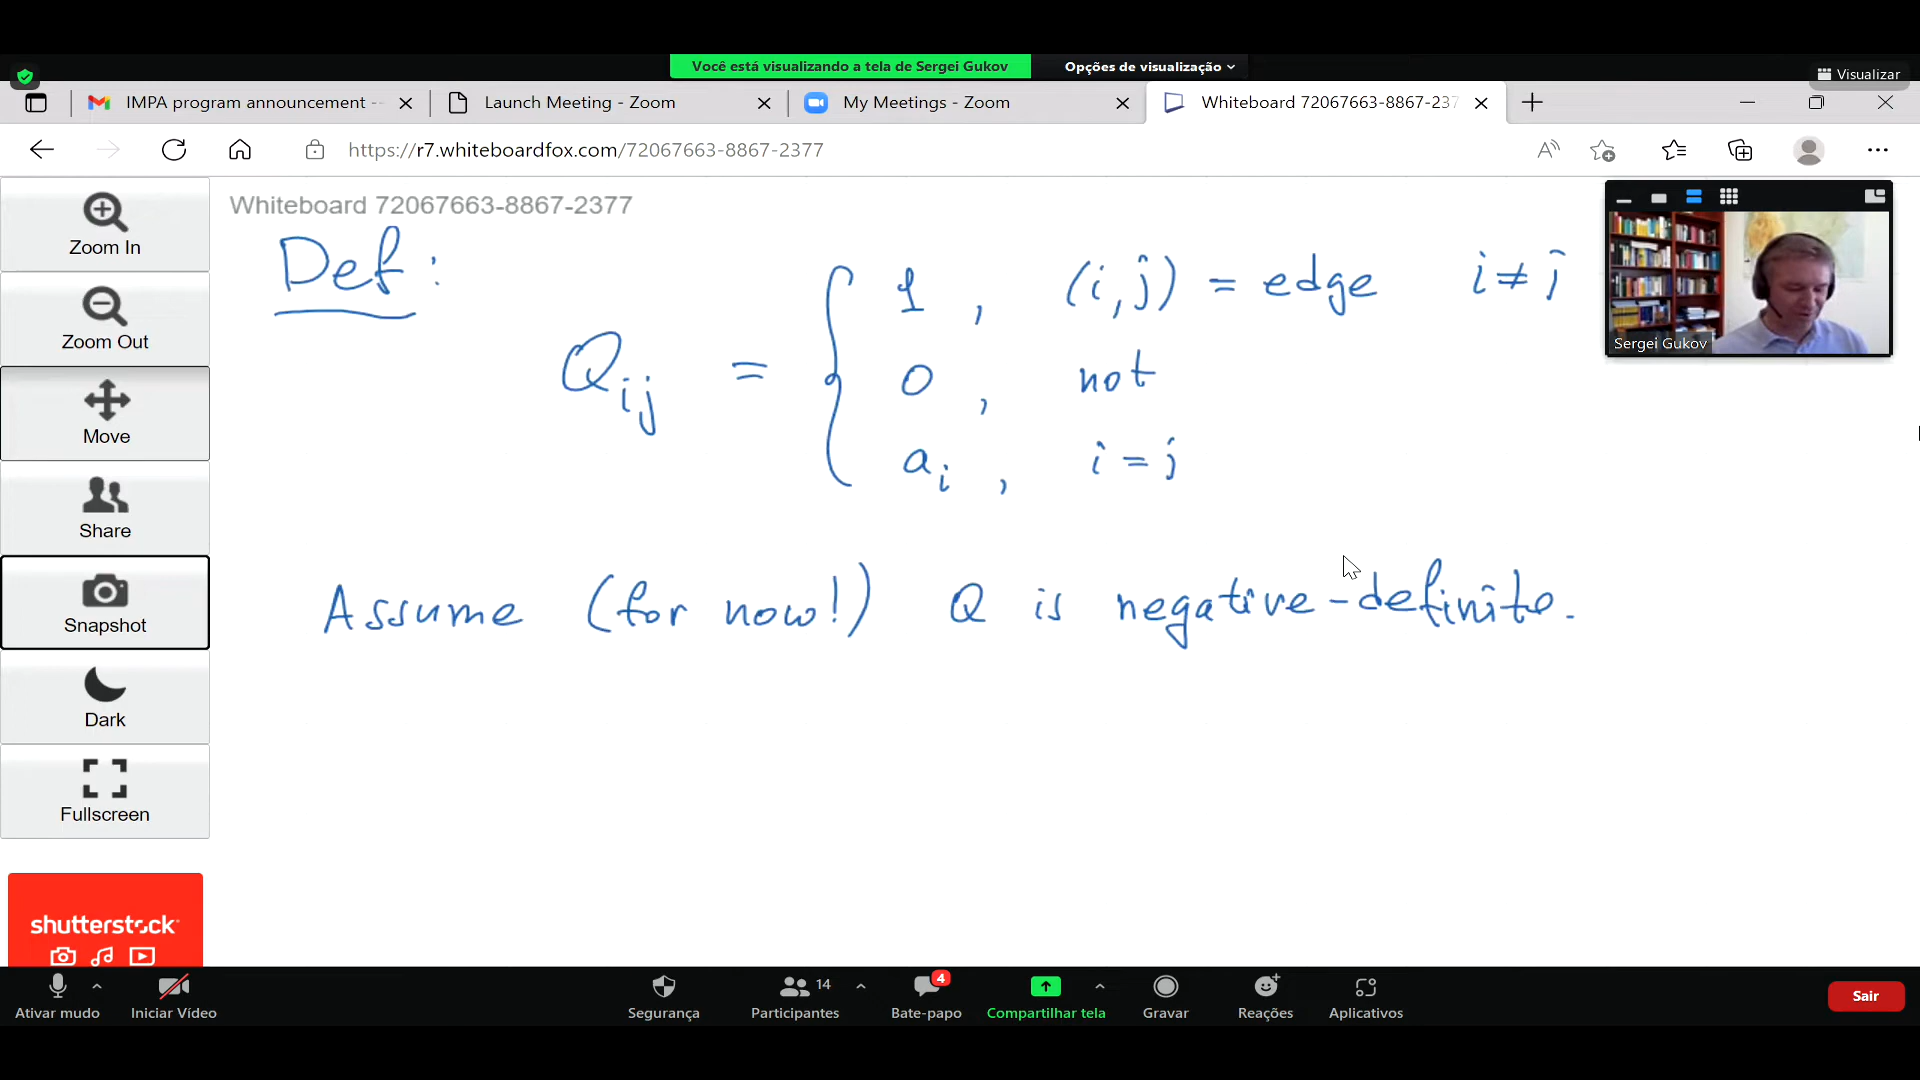 Você está visualizando a tela de Sergei Gukov
Opções de visualização
Visualizar
IMPA program announcement --
Launch Meeting - Zoom
My Meetings - Zoom
Whiteboard 72067663-8867-237
https://r7.whiteboardfox.com/72067663-8867-2377
Whiteboard 72067663-8867-2377
Zoom In
Zoom Out
Move
Share
Snapshot
Dark
Fullscreen
Def:
1 , (i,j) = edge i≠j
Qij = { 0 , not
ai , i = j
Assume (for now!) Q is negative-definite.
Sergei Gukov
shutterstock
Ativar mudo
Iniciar Vídeo
Segurança
Participantes 14
Bate-papo 4
Compartilhar tela
Gravar
Reações
Aplicativos
Sair